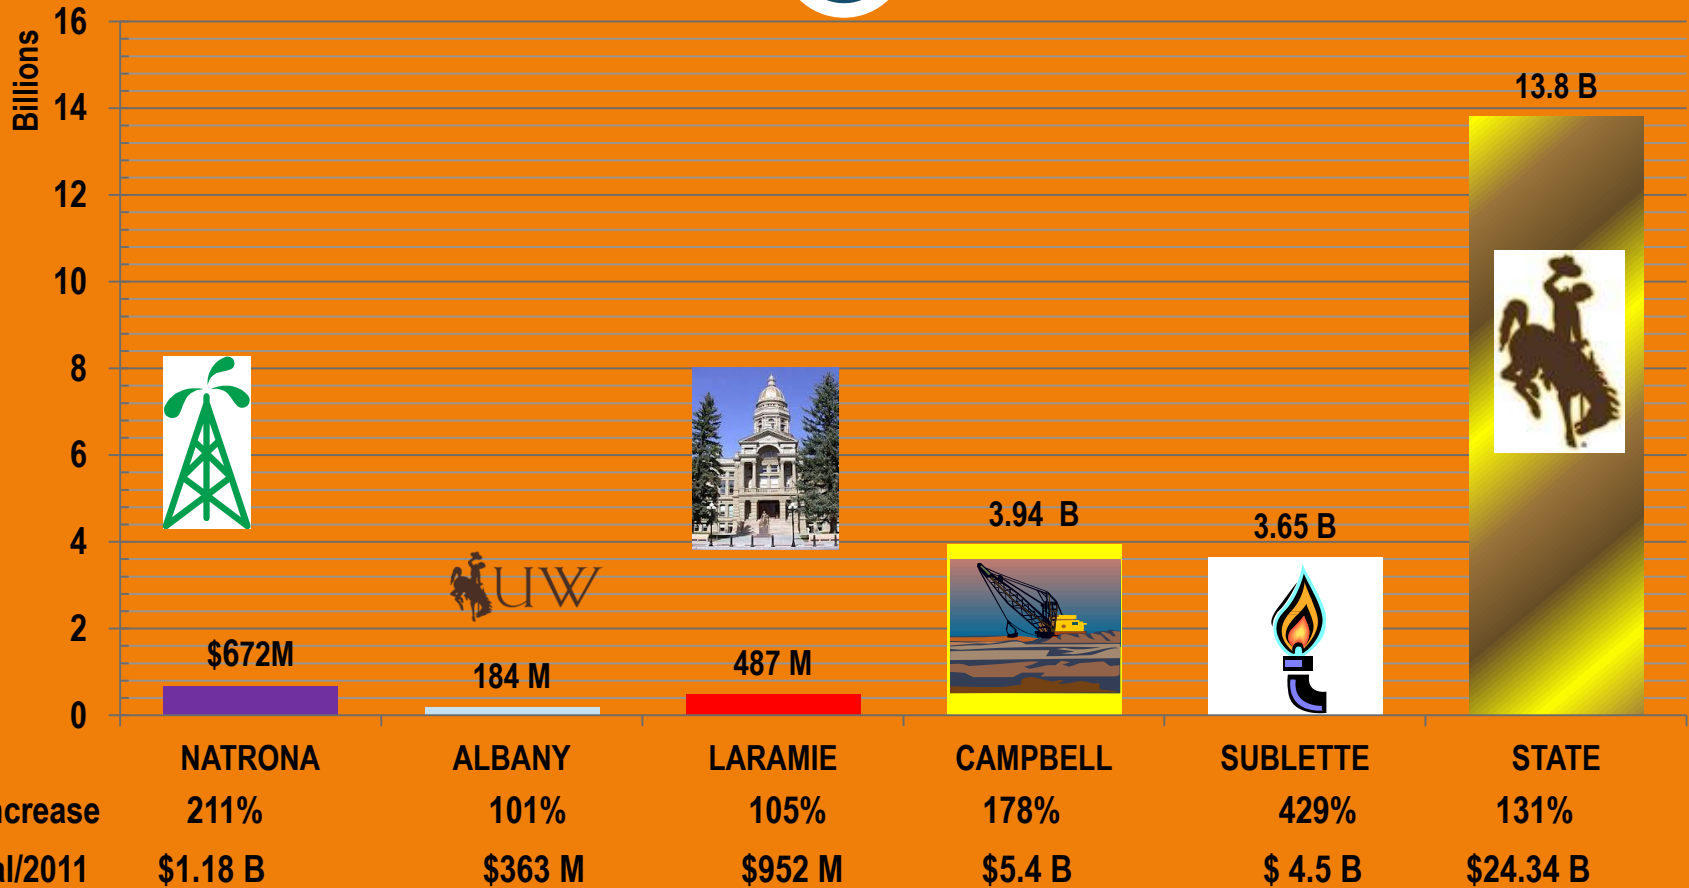 Billions
16
14
12
10
8
6
4
2
0
13.8 B
3.94 B
3.65 B
UW
$672M
184 M
487 M
NATRONA ALBANY LARAMIE CAMPBELL SUBLETTE STATE
ncrease 211% 101% 105% 178% 429% 131%
al/2011 $1.18 B $363 M $952 M $5.4 B $ 4.5 B $24.34 B